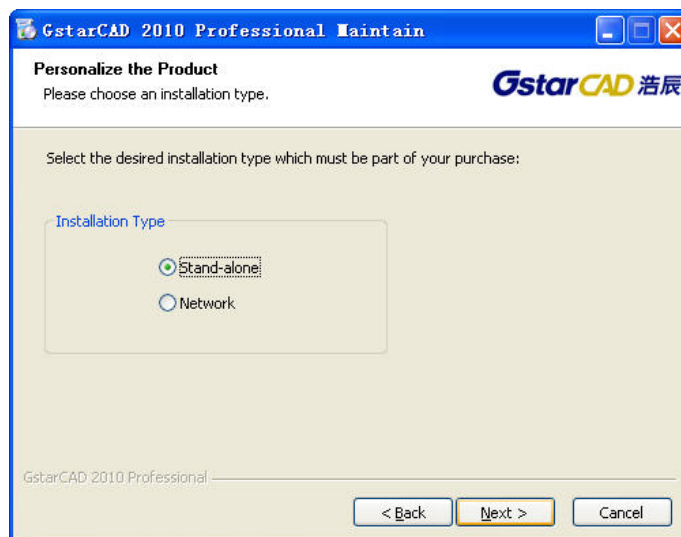 GstarCAD 2010 Professional Maintain
Personalize the Product
Please choose an installation type.
GstarCAD 浩辰
Select the desired installation type which must be part of your purchase:
Installation Type
Stand-alone
Network
GstarCAD 2010 Professional
< Back
Next >
Cancel